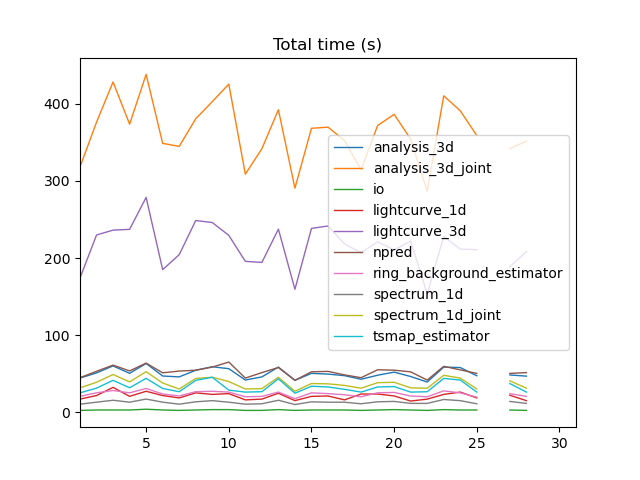 Total time (s)
400
300
200
100
0
analysis_3d
analysis_3d_joint
io
lightcurve_1d
lightcurve_3d
npred
ring_background_estimator
spectrum_1d
spectrum_1d_joint
tsmap_estimator
5 10 15 20 25 30